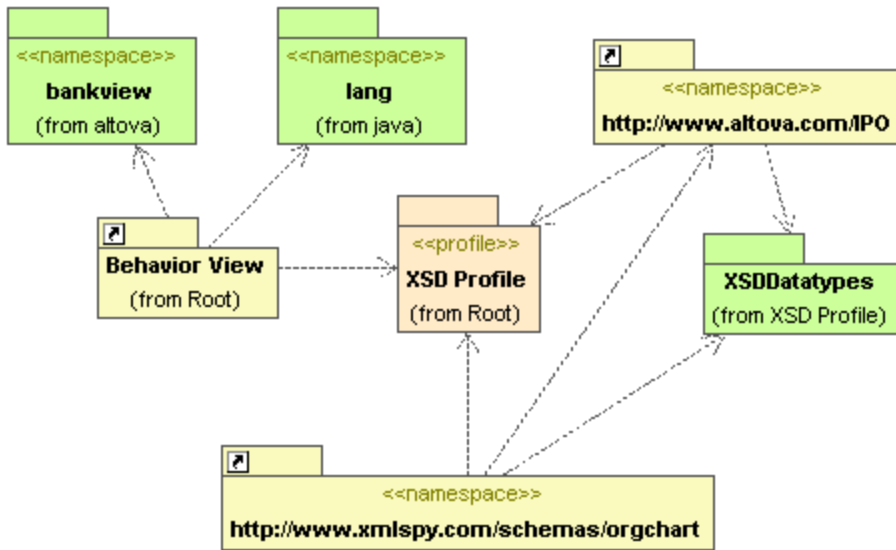 <<namespace>>
bankview
(from altova)
<<namespace>>
lang
(from java)
<<namespace>>
http://www.altova.com/IPO
Behavior View
(from Root)
<<profile>>
XSD Profile
(from Root)
XSDDatatypes
(from XSD Profile)
<<namespace>>
http://www.xmlspy.com/schemas/orgchart